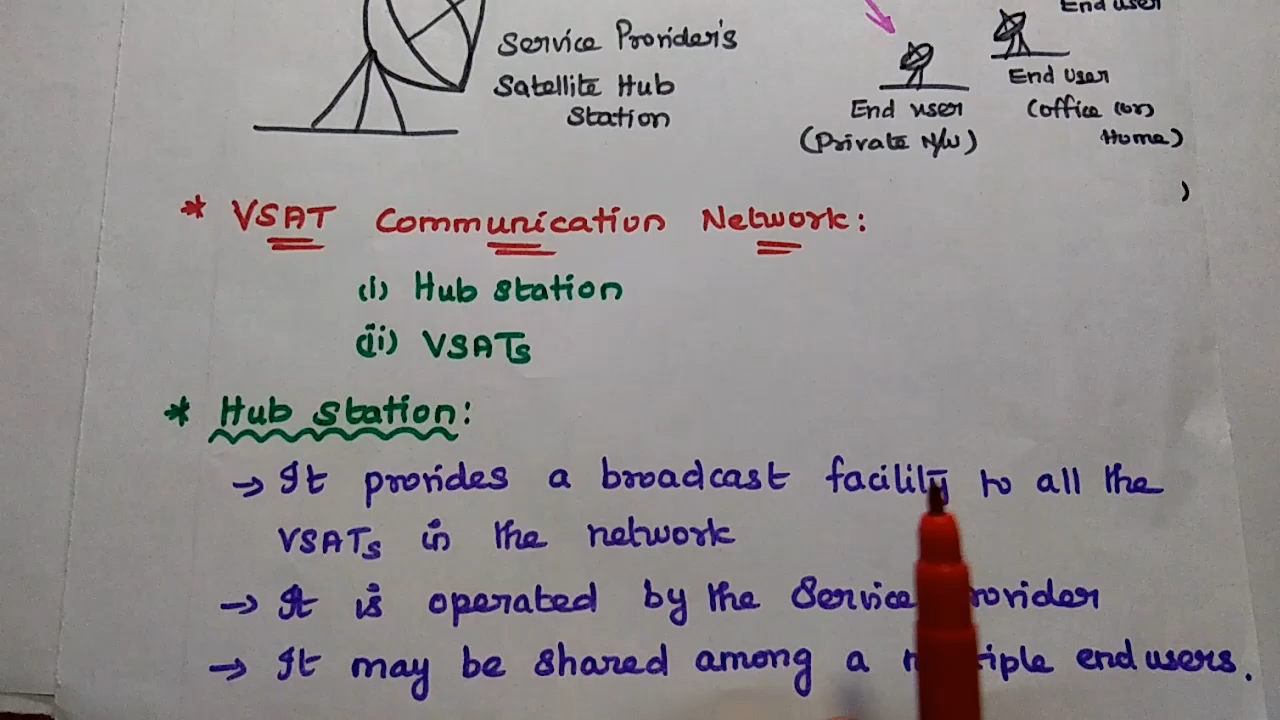 End user
Service Provider's
Satellite Hub
Station
End user
(Private N/W)
End User
(office (or)
Home)
* VSAT Communication Network:
(i) Hub station
(ii) VSATs
* Hub station:
→ It provides a broadcast facility to all the
VSATs in the network
→ It is operated by the Service rovider
→ It may be shared among a tiple end users.